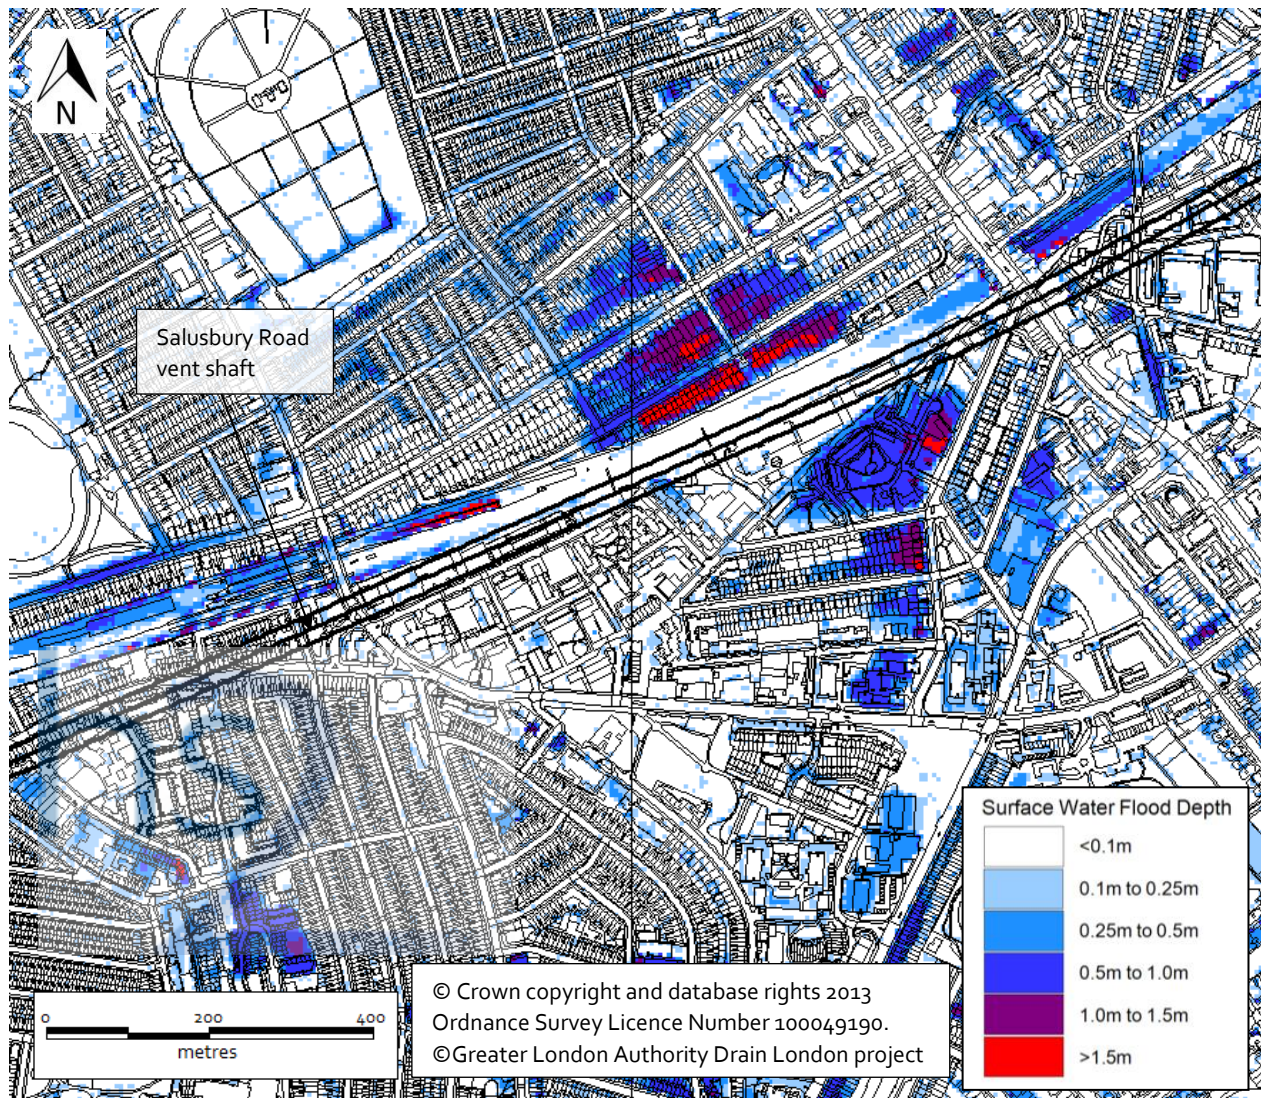 N
Salusbury Road
vent shaft
Surface Water Flood Depth
<0.1m
0.1m to 0.25m
0.25m to 0.5m
0.5m to 1.0m
1.0m to 1.5m
>1.5m
0 200 400
metres
© Crown copyright and database rights 2013
Ordnance Survey Licence Number 100049190.
©Greater London Authority Drain London project